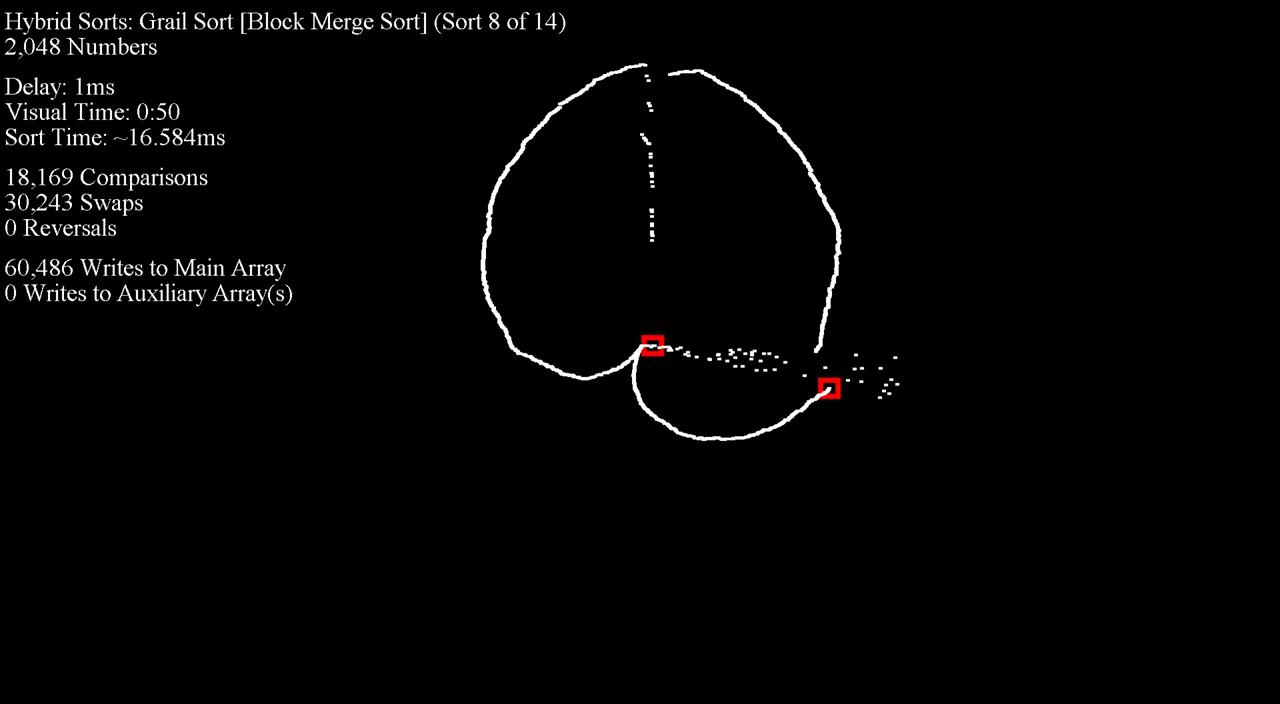 Hybrid Sorts: Grail Sort [Block Merge Sort] (Sort 8 of 14)
2,048 Numbers
Delay: 1ms
Visual Time: 0:50
Sort Time: ~16.584ms
18,169 Comparisons
30,243 Swaps
0 Reversals
60,486 Writes to Main Array
0 Writes to Auxiliary Array(s)